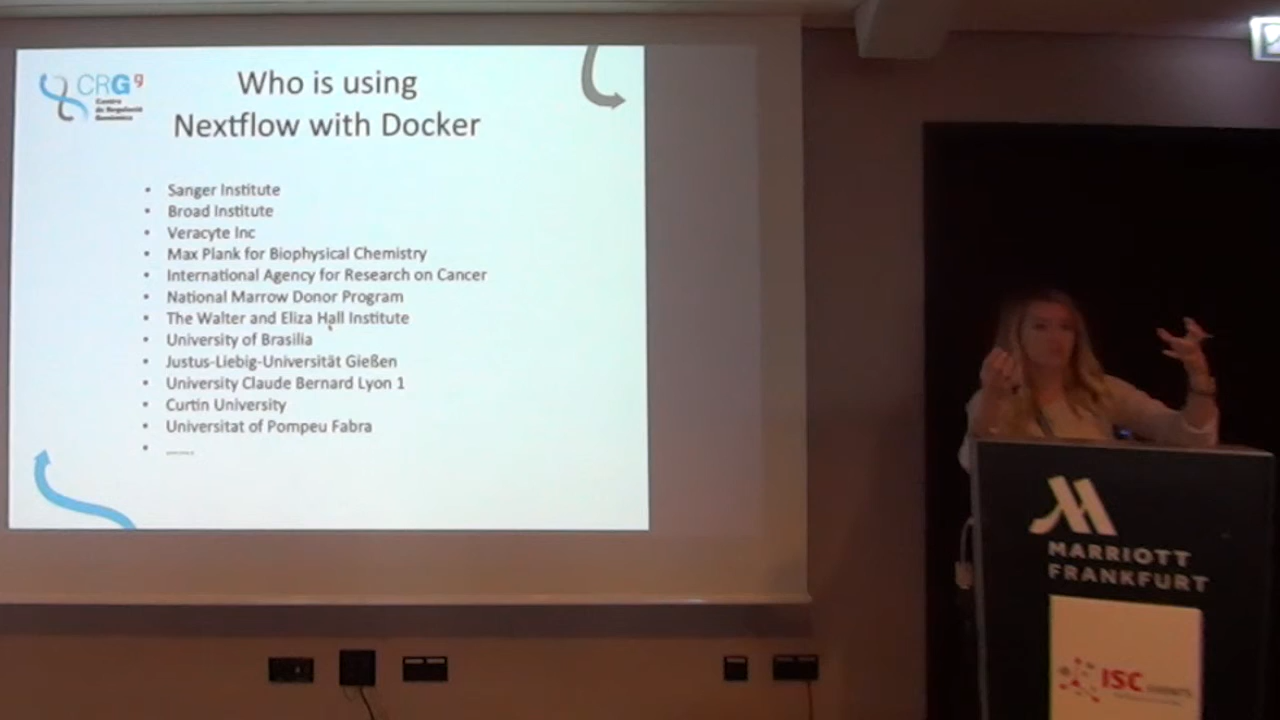 CRG
Centre
de Regulació
Genòmica
Who is using
Nextflow with Docker
• Sanger Institute
• Broad Institute
• Veracyte Inc
• Max Plank for Biophysical Chemistry
• International Agency for Research on Cancer
• National Marrow Donor Program
• The Walter and Eliza Hall Institute
• University of Brasilia
• Justus-Liebig-Universität Gießen
• University Claude Bernard Lyon 1
• Curtin University
• Universitat of Pompeu Fabra
MARRIOTT
FRANKFURT
ISC